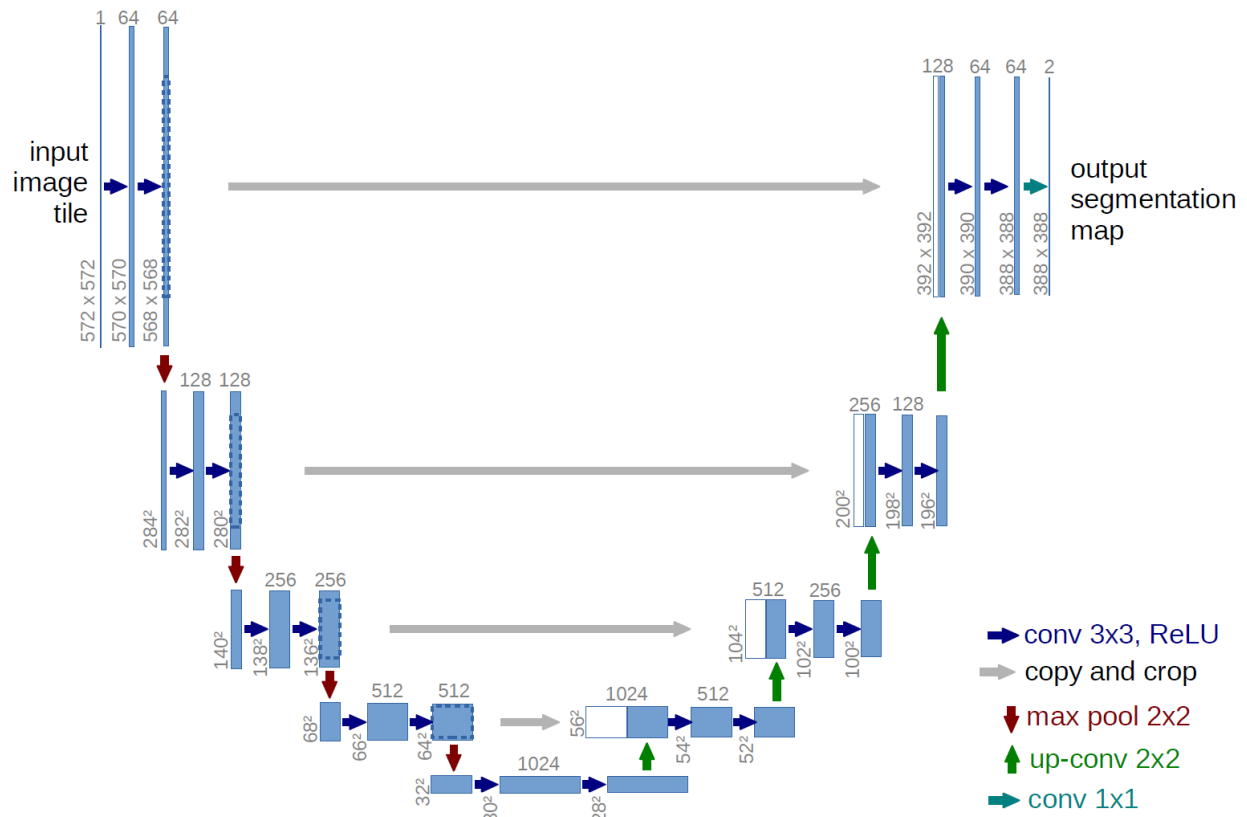 1 64 64
input
image
tile
572 x 572
570 x 570
568 x 568
128 64 64 2
output
segmentation
map
392 x 392
390 x 390
388 x 388
388 x 388
128 128
284²
282²
280²
256 128
200²
198²
196²
256 256
140²
138²
136²
512 256
104²
102²
100²
512 512
68²
66²
64²
1024 512
56²
54²
52²
1024
32²
30²
28²
conv 3x3, ReLU
copy and crop
max pool 2x2
up-conv 2x2
conv 1x1